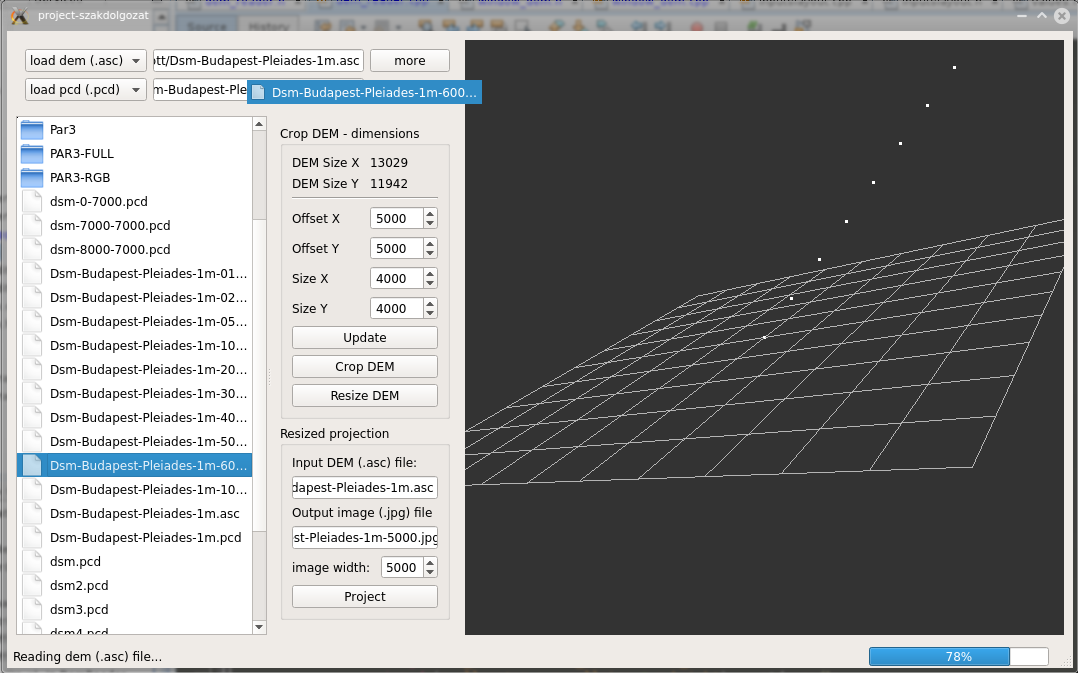 project-szakdolgozat
Source History
load dem (.asc) tt/Dsm-Budapest-Pleiades-1m.asc more
load pcd (.pcd) m-Budapest-Ple Dsm-Budapest-Pleiades-1m-600...
Par3
PAR3-FULL
PAR3-RGB
dsm-0-7000.pcd
dsm-7000-7000.pcd
dsm-8000-7000.pcd
Dsm-Budapest-Pleiades-1m-01...
Dsm-Budapest-Pleiades-1m-02...
Dsm-Budapest-Pleiades-1m-05...
Dsm-Budapest-Pleiades-1m-10...
Dsm-Budapest-Pleiades-1m-20...
Dsm-Budapest-Pleiades-1m-30...
Dsm-Budapest-Pleiades-1m-40...
Dsm-Budapest-Pleiades-1m-50...
Dsm-Budapest-Pleiades-1m-60...
Dsm-Budapest-Pleiades-1m-10...
Dsm-Budapest-Pleiades-1m.asc
Dsm-Budapest-Pleiades-1m.pcd
dsm.pcd
dsm2.pcd
dsm3.pcd
dsm4.pcd
Crop DEM - dimensions
DEM Size X 13029
DEM Size Y 11942
Offset X 5000
Offset Y 5000
Size X 4000
Size Y 4000
Update
Crop DEM
Resize DEM
Resized projection
Input DEM (.asc) file:
dapest-Pleiades-1m.asc
Output image (.jpg) file
st-Pleiades-1m-5000.jpg
image width: 5000
Project
Reading dem (.asc) file... 78%